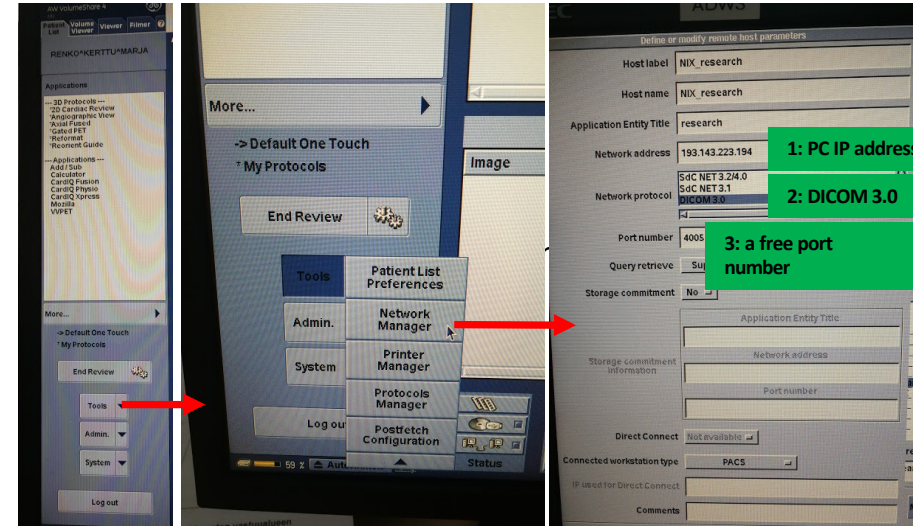 AW VolumeShare 4
Patient List
Volume Viewer
Viewer
Filmer
?
RENKO^KERTTU^MARJA
Applications
--- 3D Protocols ---
*2D Cardiac Review
*Angiographic View
*Axial Fused
*Gated PET
*Reformat
*Reorient Guide
--- Applications ---
Add / Sub
Calculator
CardIQ Fusion
CardIQ Physio
CardIQ Xpress
Mozilla
VVPET
More...
-> Default One Touch
* My Protocols
End Review
Tools
Admin.
System
Log out
More...
-> Default One Touch
* My Protocols
Image
End Review
Tools
Patient List
Preferences
Admin.
Network
Manager
System
Printer
Manager
Protocols
Manager
Log ou
Postfetch
Configuration
59 %
Status
ADW3
Define or modify remote host parameters
Host label
NIX_research
Host name
NIX_research
Application Entity Title
research
Network address
193.143.223.194
1: PC IP address
Network protocol
SdC NET 3.2/4.0
SdC NET 3.1
DICOM 3.0
2: DICOM 3.0
Port number
4005
3: a free port
number
Query retrieve
Su
Storage commitment
No
Application Entity Title
Storage commitment
information
Network address
Port number
Direct Connect
Not available
Connected workstation type
PACS
IP used for Direct Connect
Comments